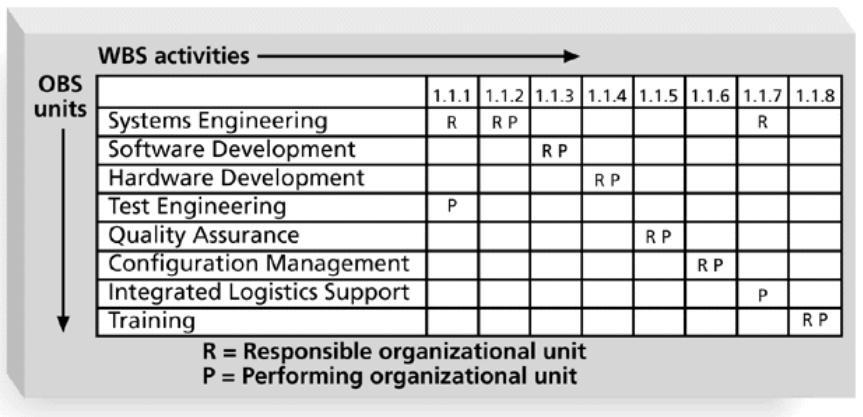 WBS activities
OBS units
1.1.1 1.1.2 1.1.3 1.1.4 1.1.5 1.1.6 1.1.7 1.1.8
Systems Engineering R R P R
Software Development R P
Hardware Development R P
Test Engineering P
Quality Assurance R P
Configuration Management R P
Integrated Logistics Support P
Training R P
R = Responsible organizational unit
P = Performing organizational unit